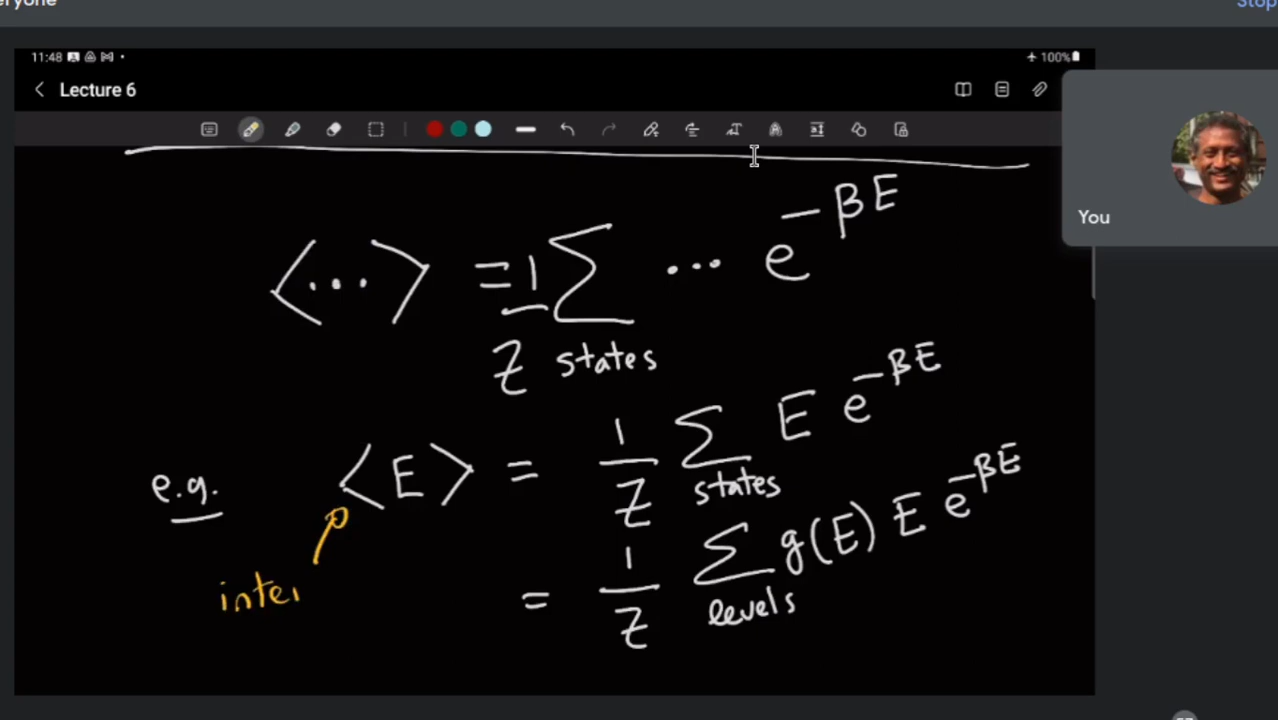 eryone
Stop
11:48
100%
Lecture 6
You
⟨...⟩ = 1/Z ∑ states ... e^{-βE}
e.g. ⟨E⟩ = 1/Z ∑ states E e^{-βE}
inte
= 1/Z ∑ levels g(E) E e^{-βE}